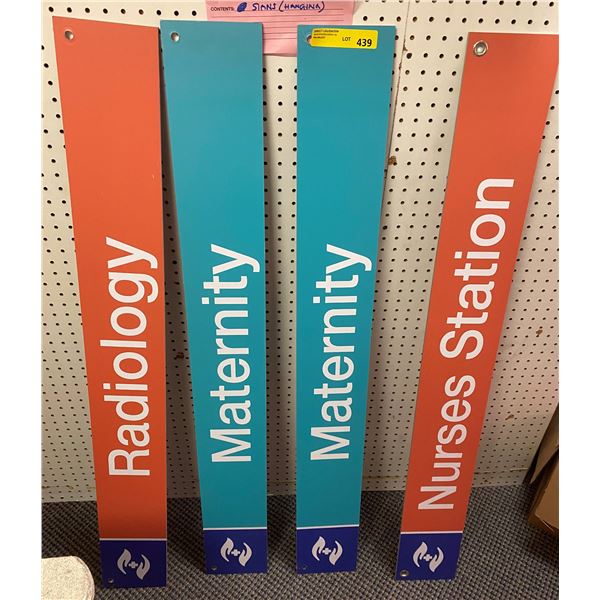 CONTENTS: SIGNS (HANGING)
LOT 439
Radiology
Maternity
Maternity
Nurses Station